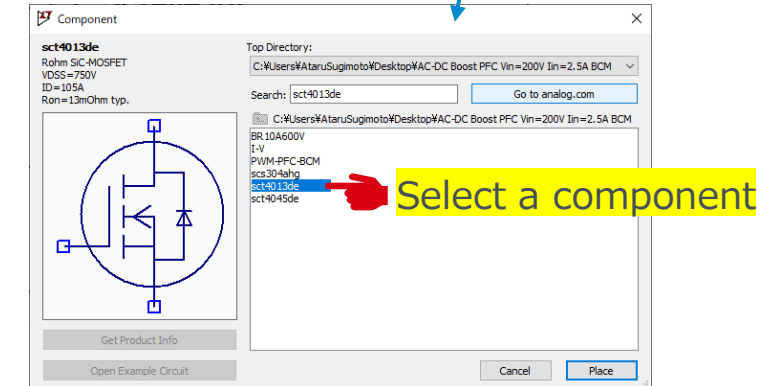 Component
sct4013de
Rohm SiC-MOSFET
VDSS=750V
ID=105A
Ron=13mOhm typ.
Top Directory:
C:¥Users¥AtaruSugimoto¥Desktop¥AC-DC Boost PFC Vin=200V Iin=2.5A BCM
Search: sct4013de
Go to analog.com
C:¥Users¥AtaruSugimoto¥Desktop¥AC-DC Boost PFC Vin=200V Iin=2.5A BCM
BR10A600V
I-V
PWM-PFC-BCM
scs304ahg
sct4013de
sct4045de
Select a component
Get Product Info
Open Example Circuit
Cancel
Place